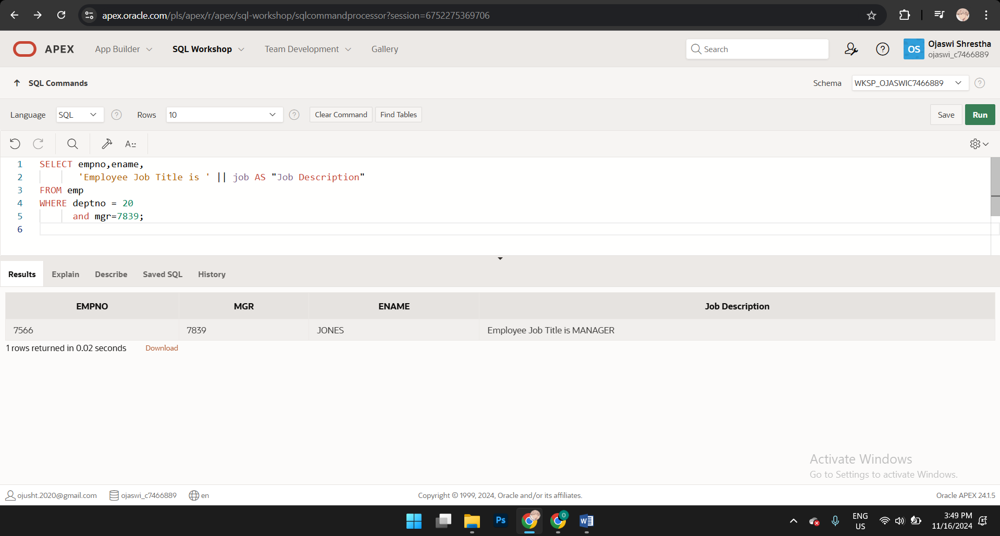 apex.oracle.com/pls/apex/r/apex/sql-workshop/sqlcommandprocessor?session=6752275369706
APEX App Builder SQL Workshop Team Development Gallery Search OS Ojaswi Shrestha
ojaswi_c7466889
SQL Commands Schema WKSP_OJASWIC7466889
Language SQL Rows 10 Clear Command Find Tables Save Run
1 SELECT empno,ename,
2 'Employee Job Title is ' || job AS "Job Description"
3 FROM emp
4 WHERE deptno = 20
5 and mgr=7839;
6
Results Explain Describe Saved SQL History
EMPNO MGR ENAME Job Description
7566 7839 JONES Employee Job Title is MANAGER
1 rows returned in 0.02 seconds Download
Activate Windows
Go to Settings to activate Windows.
ojusht.2020@gmail.com ojaswi_c7466889 en Copyright © 1999, 2024, Oracle and/or its affiliates. Oracle APEX 24.1.5
Ps
ENG
US
3:49 PM
11/16/2024